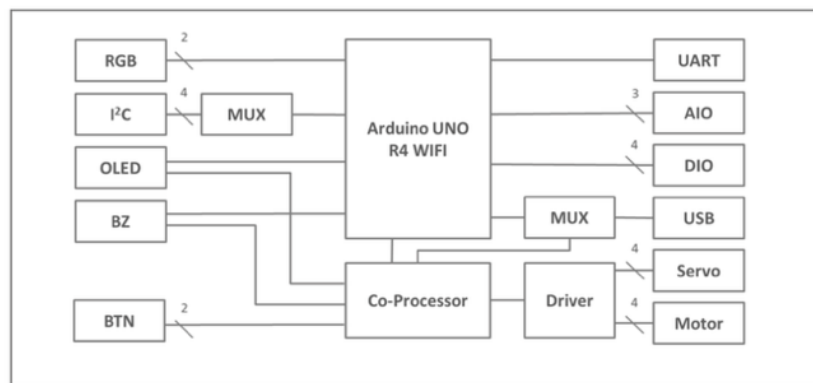 2
RGB
UART
4
3
I²C
MUX
Arduino UNO
R4 WIFI
AIO
4
OLED
DIO
BZ
MUX
USB
4
Co-Processor
Driver
Servo
2
4
BTN
Motor